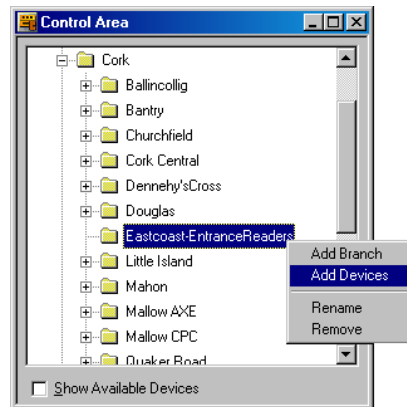 Control Area
Cork
Ballincollig
Bantry
Churchfield
Cork Central
Dennehy'sCross
Douglas
Eastcoast-EntranceReaders
Little Island
Mahon
Mallow AXE
Mallow CPC
Quaker Road
Add Branch
Add Devices
Rename
Remove
Show Available Devices